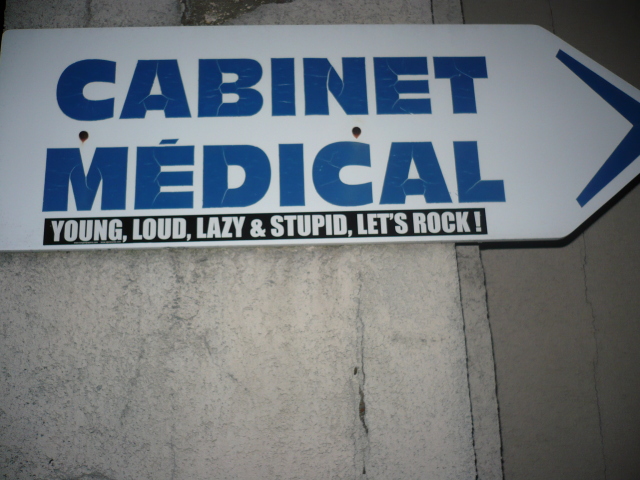 CABINET
MÉDICAL
YOUNG, LOUD, LAZY & STUPID, LET'S ROCK !